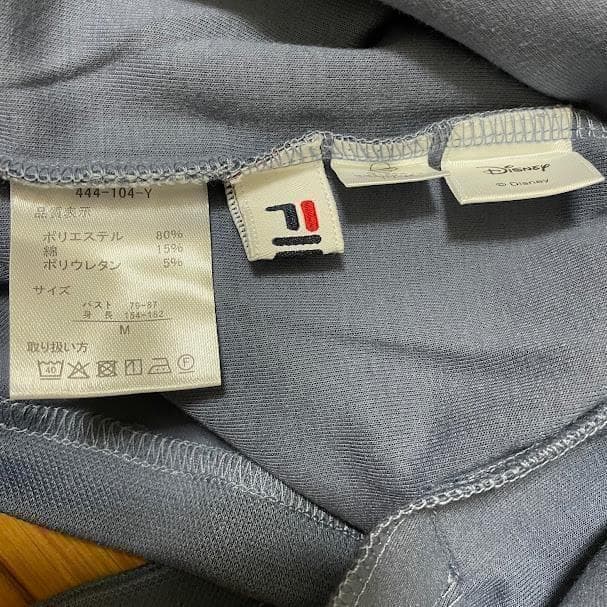 444-104-Y
品質表示
ポリエステル 80%
綿 15%
ポリウレタン 5%
サイズ
バスト 79-87
身長 154-162
M
取り扱い方
40
F
Disney
© Disney